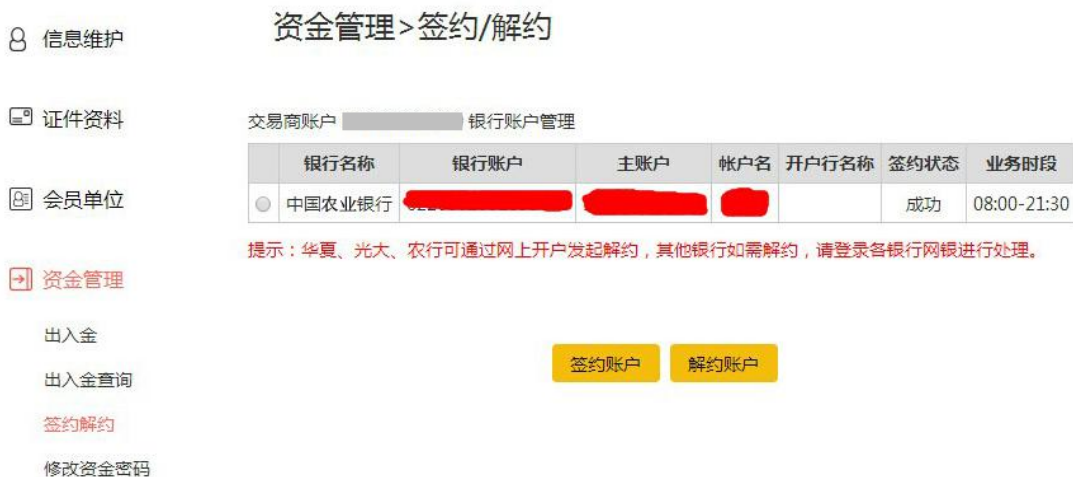 信息维护
证件资料
会员单位
资金管理
出入金
出入金查询
签约解约
修改资金密码
资金管理>签约/解约
交易商账户 银行账户管理
银行名称 银行账户 主账户 帐户名 开户行名称 签约状态 业务时段
中国农业银行 成功 08:00-21:30
提示：华夏、光大、农行可通过网上开户发起解约，其他银行如需解约，请登录各银行网银进行处理。
签约账户 解约账户